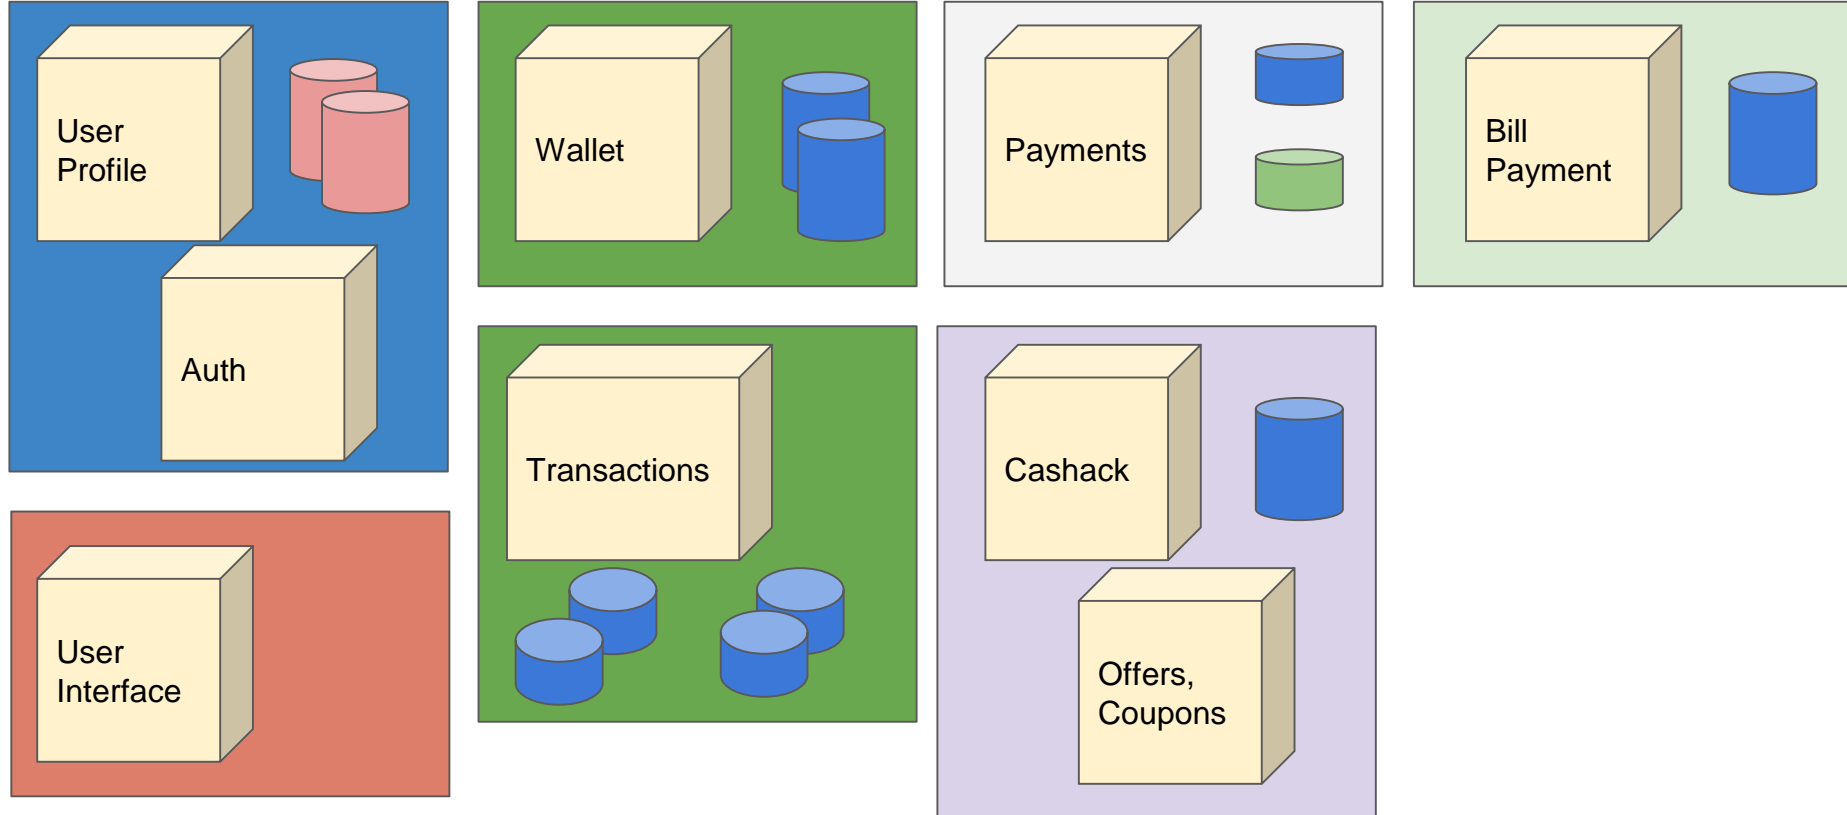 User
Profile
Wallet
Payments
Bill
Payment
Auth
Transactions
Cashack
User
Interface
Offers,
Coupons